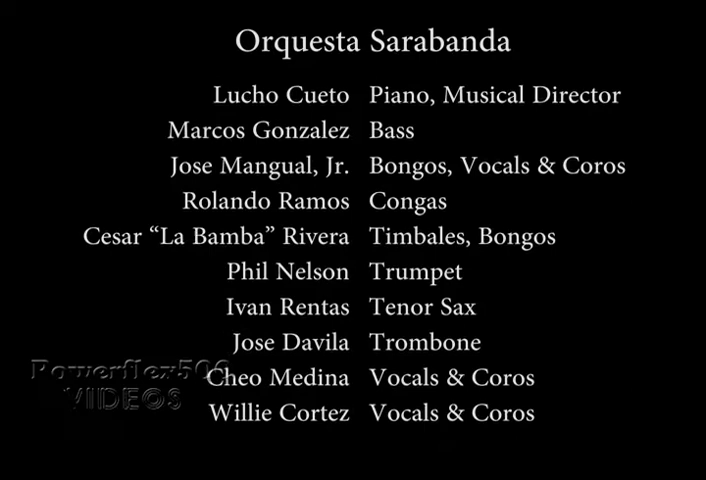 Orquesta Sarabanda
Lucho Cueto Piano, Musical Director
Marcos Gonzalez Bass
Jose Mangual, Jr. Bongos, Vocals & Coros
Rolando Ramos Congas
Cesar “La Bamba” Rivera Timbales, Bongos
Phil Nelson Trumpet
Ivan Rentas Tenor Sax
Jose Davila Trombone
Powerflex506
Cheo Medina Vocals & Coros
VIDEOS
Willie Cortez Vocals & Coros